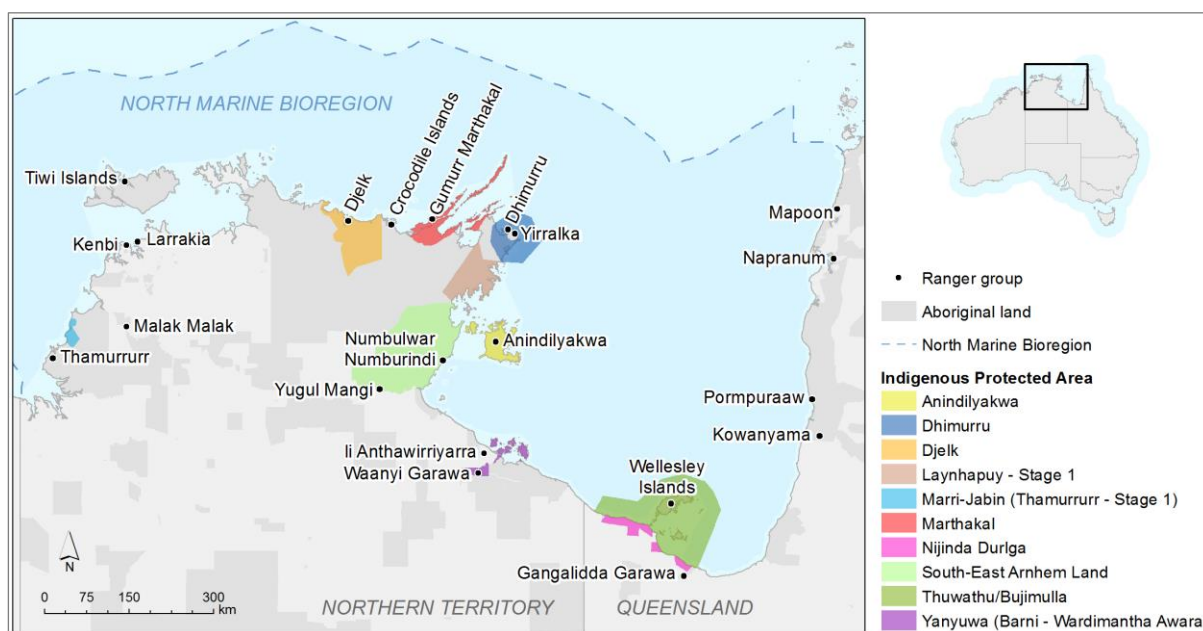 NORTH MARINE BIOREGION
Tiwi Islands
Kenbi
Larrakia
Malak Malak
Thamurrurr
Djelk
Crocodile Islands
Gumurr Marthakal
Dhimurru
Yirralka
Numbulwar
Numburindi
Yugul Mangi
Anindilyakwa
li Anthawirriyarra
Waanyi Garawa
Wellesley
Islands
Gangalidda Garawa
Mapoon
Napranum
Pormpuraaw
Kowanyama
N
0 75 150 300
km
NORTHERN TERRITORY
QUEENSLAND
Ranger group
Aboriginal land
North Marine Bioregion
Indigenous Protected Area
Anindilyakwa
Dhimurru
Djelk
Laynhapuy - Stage 1
Marri-Jabin (Thamurrurr - Stage 1)
Marthakal
Nijinda Durlga
South-East Arnhem Land
Thuwathu/Bujimulla
Yanyuwa (Barni - Wardimantha Awara